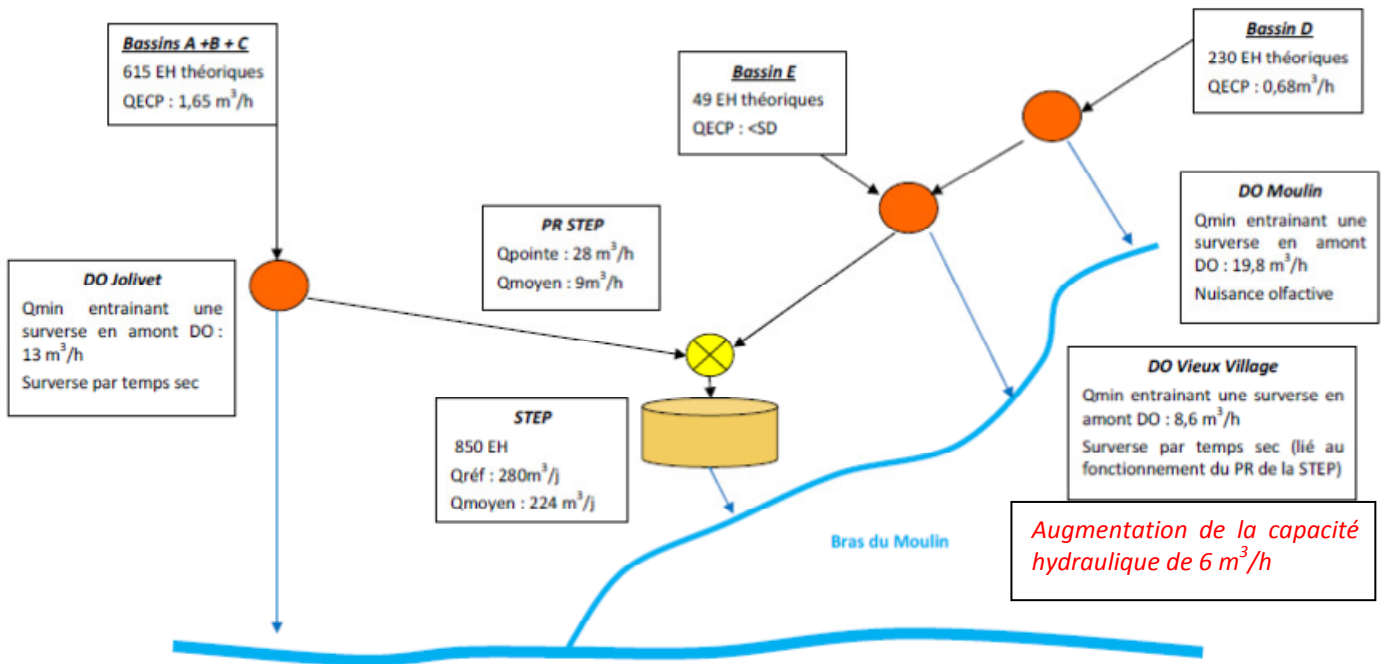 Bassins A +B + C
615 EH théoriques
QECP : 1,65 m³/h
Bassin E
49 EH théoriques
QECP : <SD
Bassin D
230 EH théoriques
QECP : 0,68m³/h
DO Jolivet
Qmin entrainant une
surverse en amont DO :
13 m³/h
Surverse par temps sec
PR STEP
Qpointe : 28 m³/h
Qmoyen : 9m³/h
DO Moulin
Qmin entrainant une
surverse en amont
DO : 19,8 m³/h
Nuisance olfactive
STEP
850 EH
Qréf : 280m³/j
Qmoyen : 224 m³/j
DO Vieux Village
Qmin entrainant une surverse en
amont DO : 8,6 m³/h
Surverse par temps sec (lié au
fonctionnement du PR de la STEP)
Augmentation de la capacité
hydraulique de 6 m³/h
Bras du Moulin